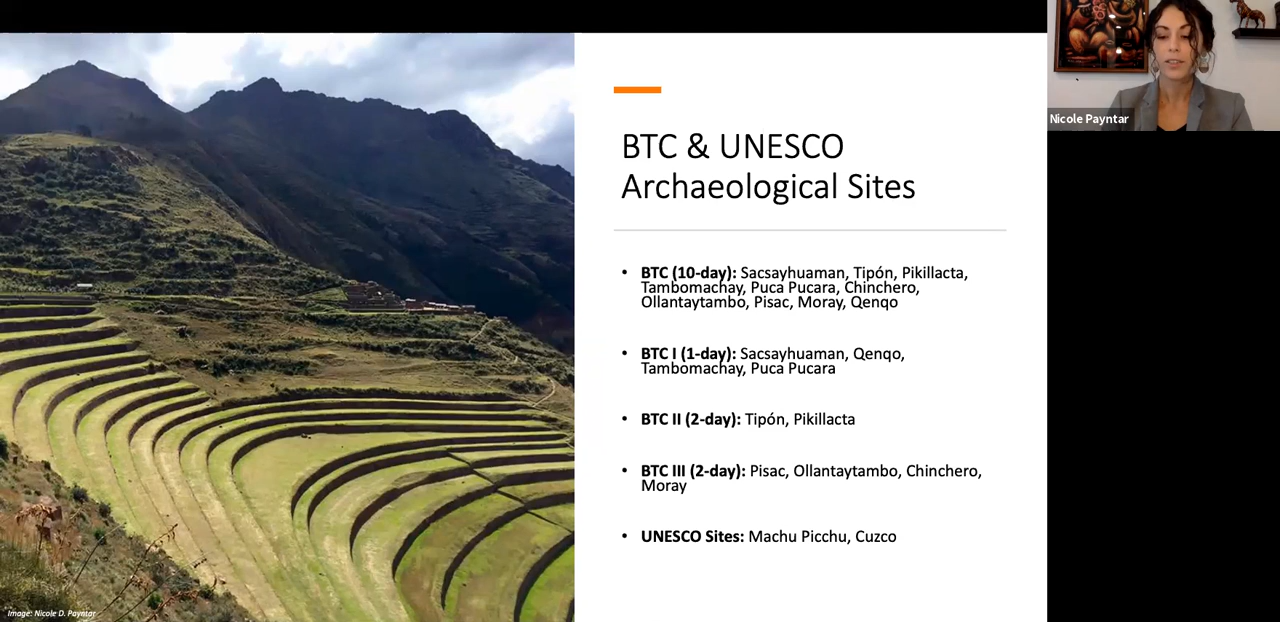 BTC & UNESCO
Archaeological Sites
• BTC (10-day): Sacsayhuaman, Tipón, Pikillacta,
Tambomachay, Puca Pucara, Chinchero,
Ollantaytambo, Pisac, Moray, Qenqo
• BTC I (1-day): Sacsayhuaman, Qenqo,
Tambomachay, Puca Pucara
• BTC II (2-day): Tipón, Pikillacta
• BTC III (2-day): Pisac, Ollantaytambo, Chinchero,
Moray
• UNESCO Sites: Machu Picchu, Cuzco
Image: Nicole D. Payntar
Nicole Payntar